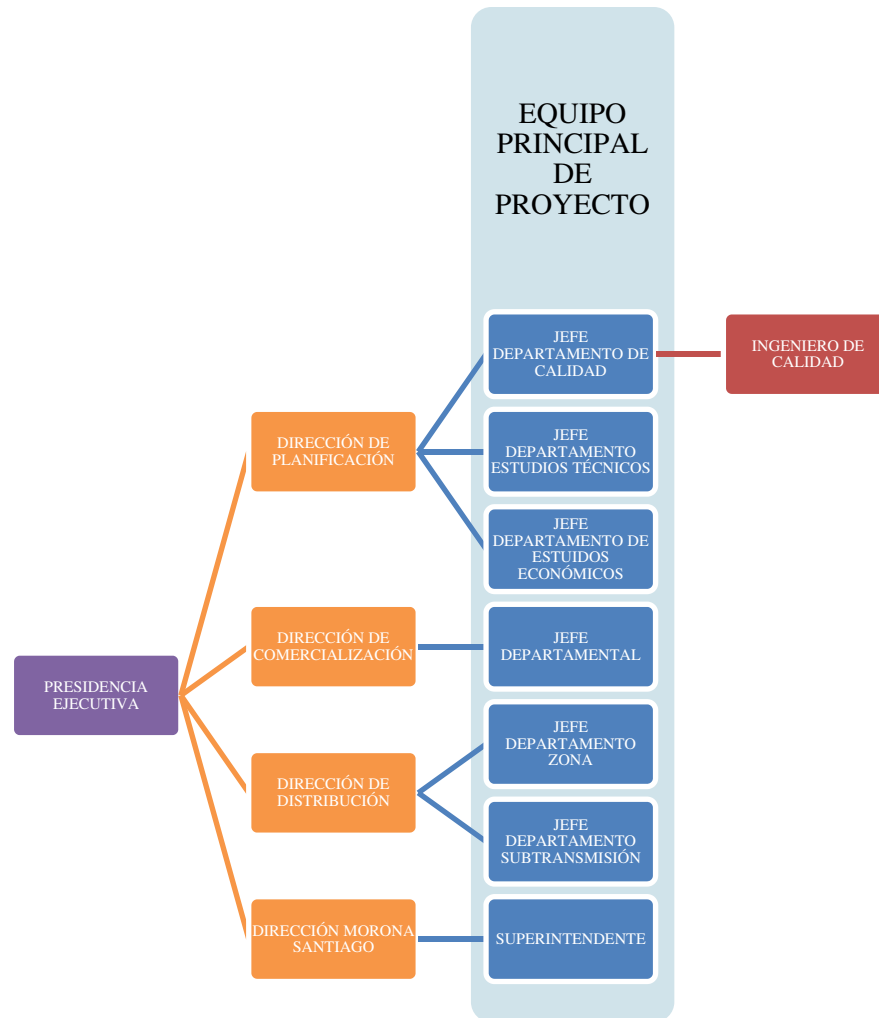 EQUIPO
PRINCIPAL
DE
PROYECTO
JEFE
DEPARTAMENTO DE
CALIDAD
INGENIERO DE
CALIDAD
DIRECCIÓN DE
PLANIFICACIÓN
JEFE
DEPARTAMENTO
ESTUDIOS TÉCNICOS
JEFE
DEPARTAMENTO DE
ESTUIDOS
ECONÓMICOS
DIRECCIÓN DE
COMERCIALIZACIÓN
JEFE
DEPARTAMENTAL
PRESIDENCIA
EJECUTIVA
JEFE
DEPARTAMENTO
ZONA
DIRECCIÓN DE
DISTRIBUCIÓN
JEFE
DEPARTAMENTO
SUBTRANSMISIÓN
DIRECCIÓN MORONA
SANTIAGO
SUPERINTENDENTE